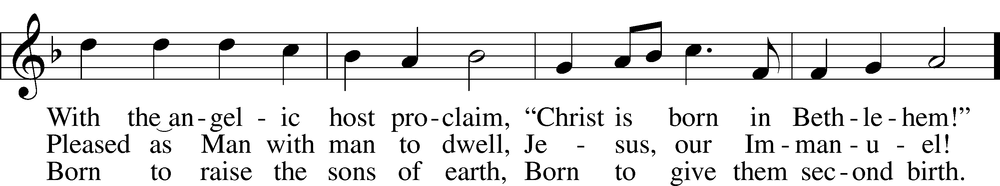 With the an - gel - ic host pro - claim, “Christ is born in Beth - le - hem!”
Pleased as Man with man to dwell, Je - sus, our Im - man - u - el!
Born to raise the sons of earth, Born to give them sec - ond birth.